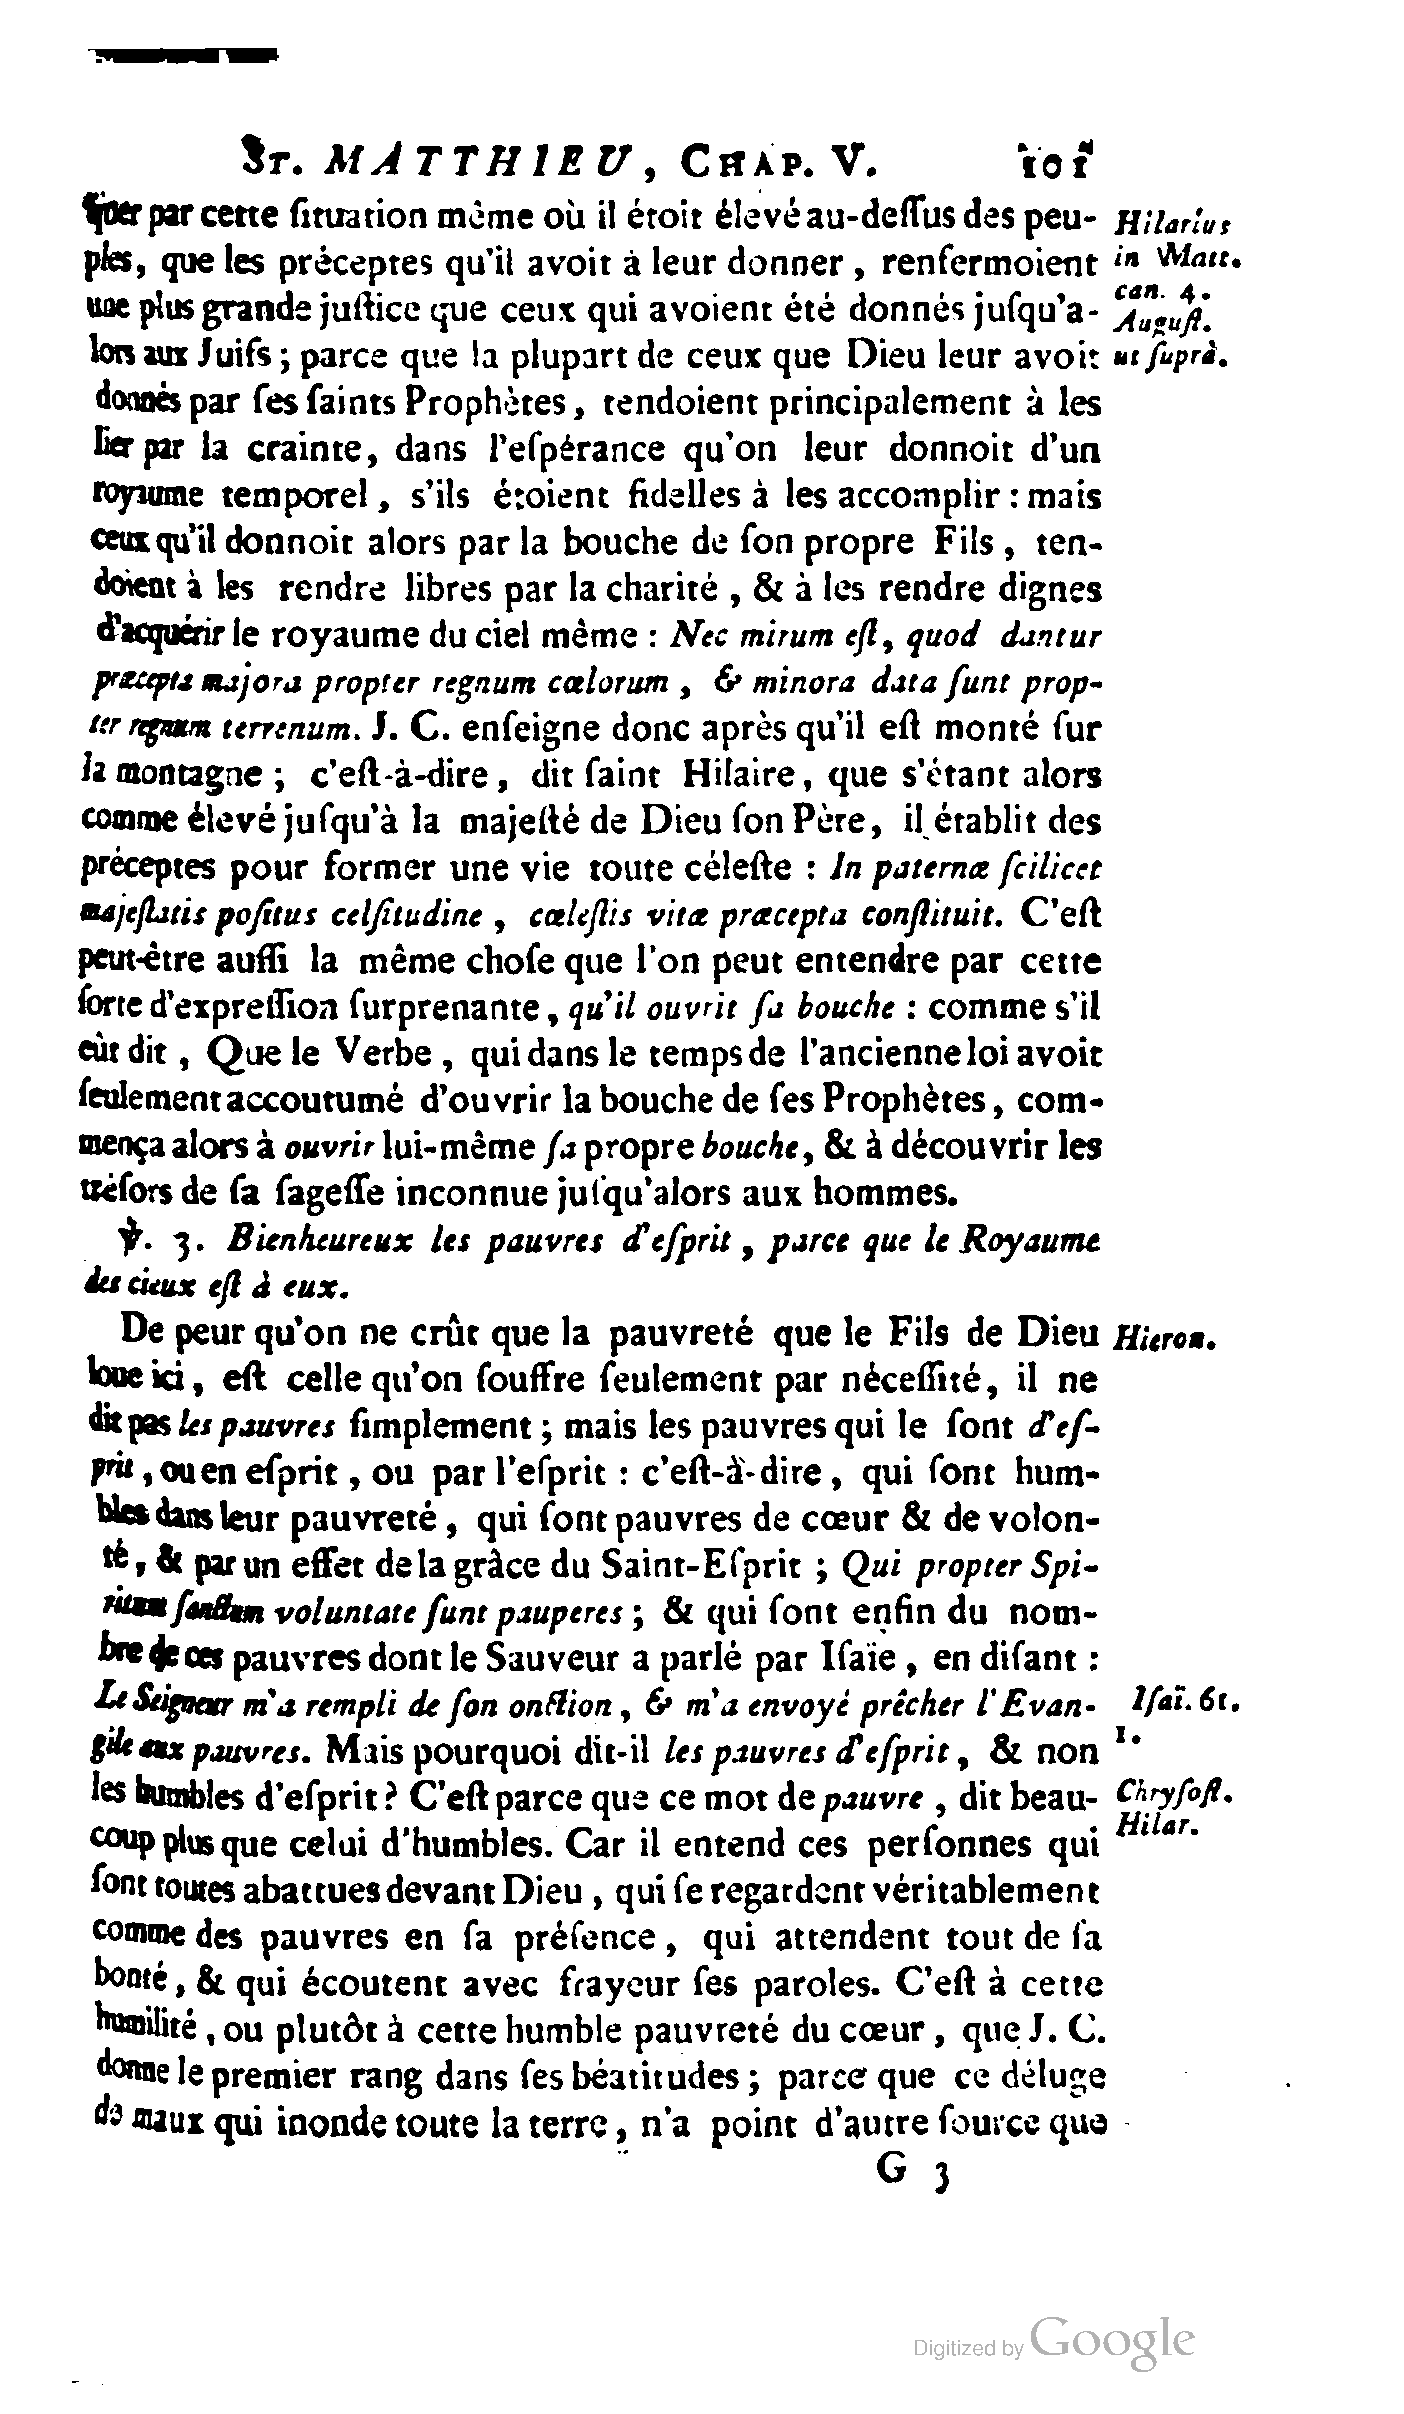 ST. MATTHIEU, CHAP. V. 101
par cette ſituation même où il étoit élevé au-deſſus des peu-
ples, que les préceptes qu'il avoit à leur donner, renfermoient
une plus grande juſtice que ceux qui avoient été donnés juſqu'a-
lors aux Juifs; parce que la plupart de ceux que Dieu leur avoit
donnés par ſes ſaints Prophètes, tendoient principalement à les
lier par la crainte, dans l'eſpérance qu'on leur donnoit d'un
royaume temporel, s'ils étoient fidelles à les accomplir : mais
ceux qu'il donnoit alors par la bouche de ſon propre Fils, ten-
doient à les rendre libres par la charité, & à les rendre dignes
d'acquérir le royaume du ciel même : Nec mirum eſt, quod dantur
præcepta majora propter regnum cœlorum, & minora data ſunt prop-
ter regnum terrenum. J. C. enſeigne donc après qu'il eſt monté ſur
la montagne; c'eſt-à-dire, dit ſaint Hilaire, que s'étant alors
comme élevé juſqu'à la majeſté de Dieu ſon Père, il établit des
préceptes pour former une vie toute céleſte : In paternæ ſcilicet
majeſtatis poſitus celſitudine, cœleſtis vitæ præcepta conſtituit. C'eſt
peut-être auſſi la même choſe que l'on peut entendre par cette
ſorte d'expreſſion ſurprenante, qu'il ouvrit ſa bouche : comme s'il
eût dit, Que le Verbe, qui dans le temps de l'ancienne loi avoit
ſeulement accoutumé d'ouvrir la bouche de ſes Prophètes, com-
mença alors à ouvrir lui-même ſa propre bouche, & à découvrir les
tréſors de ſa ſageſſe inconnue juſqu'alors aux hommes.
℣. 3. Bienheureux les pauvres d'eſprit, parce que le Royaume
des cieux eſt à eux.
De peur qu'on ne crût que la pauvreté que le Fils de Dieu
loue ici, eſt celle qu'on ſouffre ſeulement par néceſſité, il ne
dit pas les pauvres ſimplement; mais les pauvres qui le ſont d'eſ-
prit, ou en eſprit, ou par l'eſprit : c'eſt-à-dire, qui ſont hum-
bles dans leur pauvreté, qui ſont pauvres de cœur & de volon-
té, & par un effet de la grâce du Saint-Eſprit; Qui propter Spi-
ritum ſanctum voluntate ſunt pauperes; & qui ſont enfin du nom-
bre de ces pauvres dont le Sauveur a parlé par Iſaïe, en diſant :
Le Seigneur m'a rempli de ſon onction, & m'a envoyé prêcher l'Evan-
gile aux pauvres. Mais pourquoi dit-il les pauvres d'eſprit, & non
les humbles d'eſprit? C'eſt parce que ce mot de pauvre, dit beau-
coup plus que celui d'humbles. Car il entend ces perſonnes qui
ſont toutes abattues devant Dieu, qui ſe regardent véritablement
comme des pauvres en ſa préſence, qui attendent tout de ſa
bonté, & qui écoutent avec frayeur ſes paroles. C'eſt à cette
humilité, ou plutôt à cette humble pauvreté du cœur, que J. C.
donne le premier rang dans ſes béatitudes; parce que ce déluge
de maux qui inonde toute la terre, n'a point d'autre ſource que
G 3
Hilarius
in Matt.
can. 4.
Auguſt.
ut ſuprà.
Hieron.
Iſaï. 61.
1.
Chryſoſt.
Hilar.
Digitized by Google